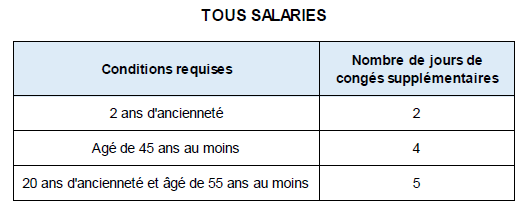 TOUS SALARIES
Conditions requises
Nombre de jours de
congés supplémentaires
2 ans d'ancienneté
2
Agé de 45 ans au moins
4
20 ans d'ancienneté et âgé de 55 ans au moins
5